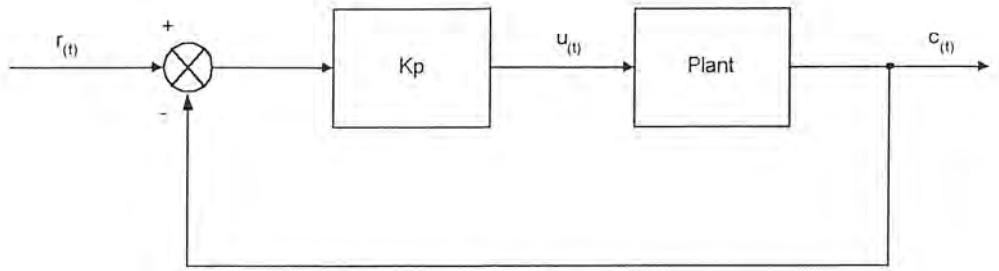 +
r(t)
-
Kp
u(t)
Plant
c(t)